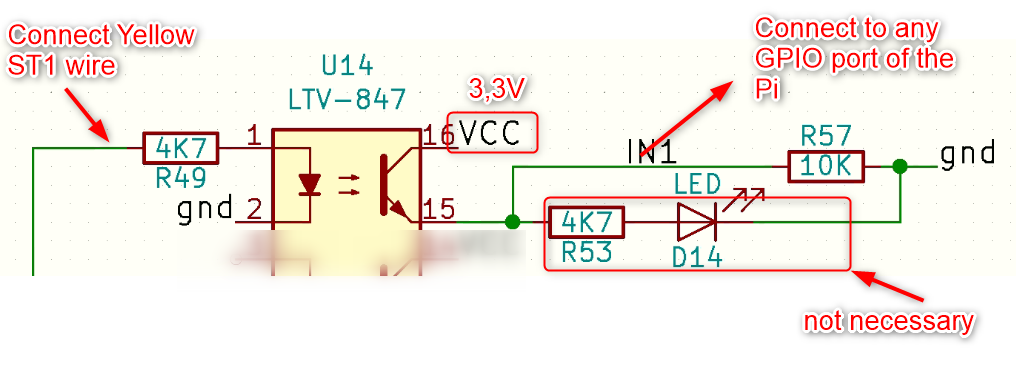 Connect Yellow
ST1 wire
Connect to any
GPIO port of the
Pi
U14
LTV-847
3,3V
1
4K7
R49
16
VCC
IN1
R57
10K
gnd
gnd
2
15
LED
4K7
R53
D14
VCC
not necessary